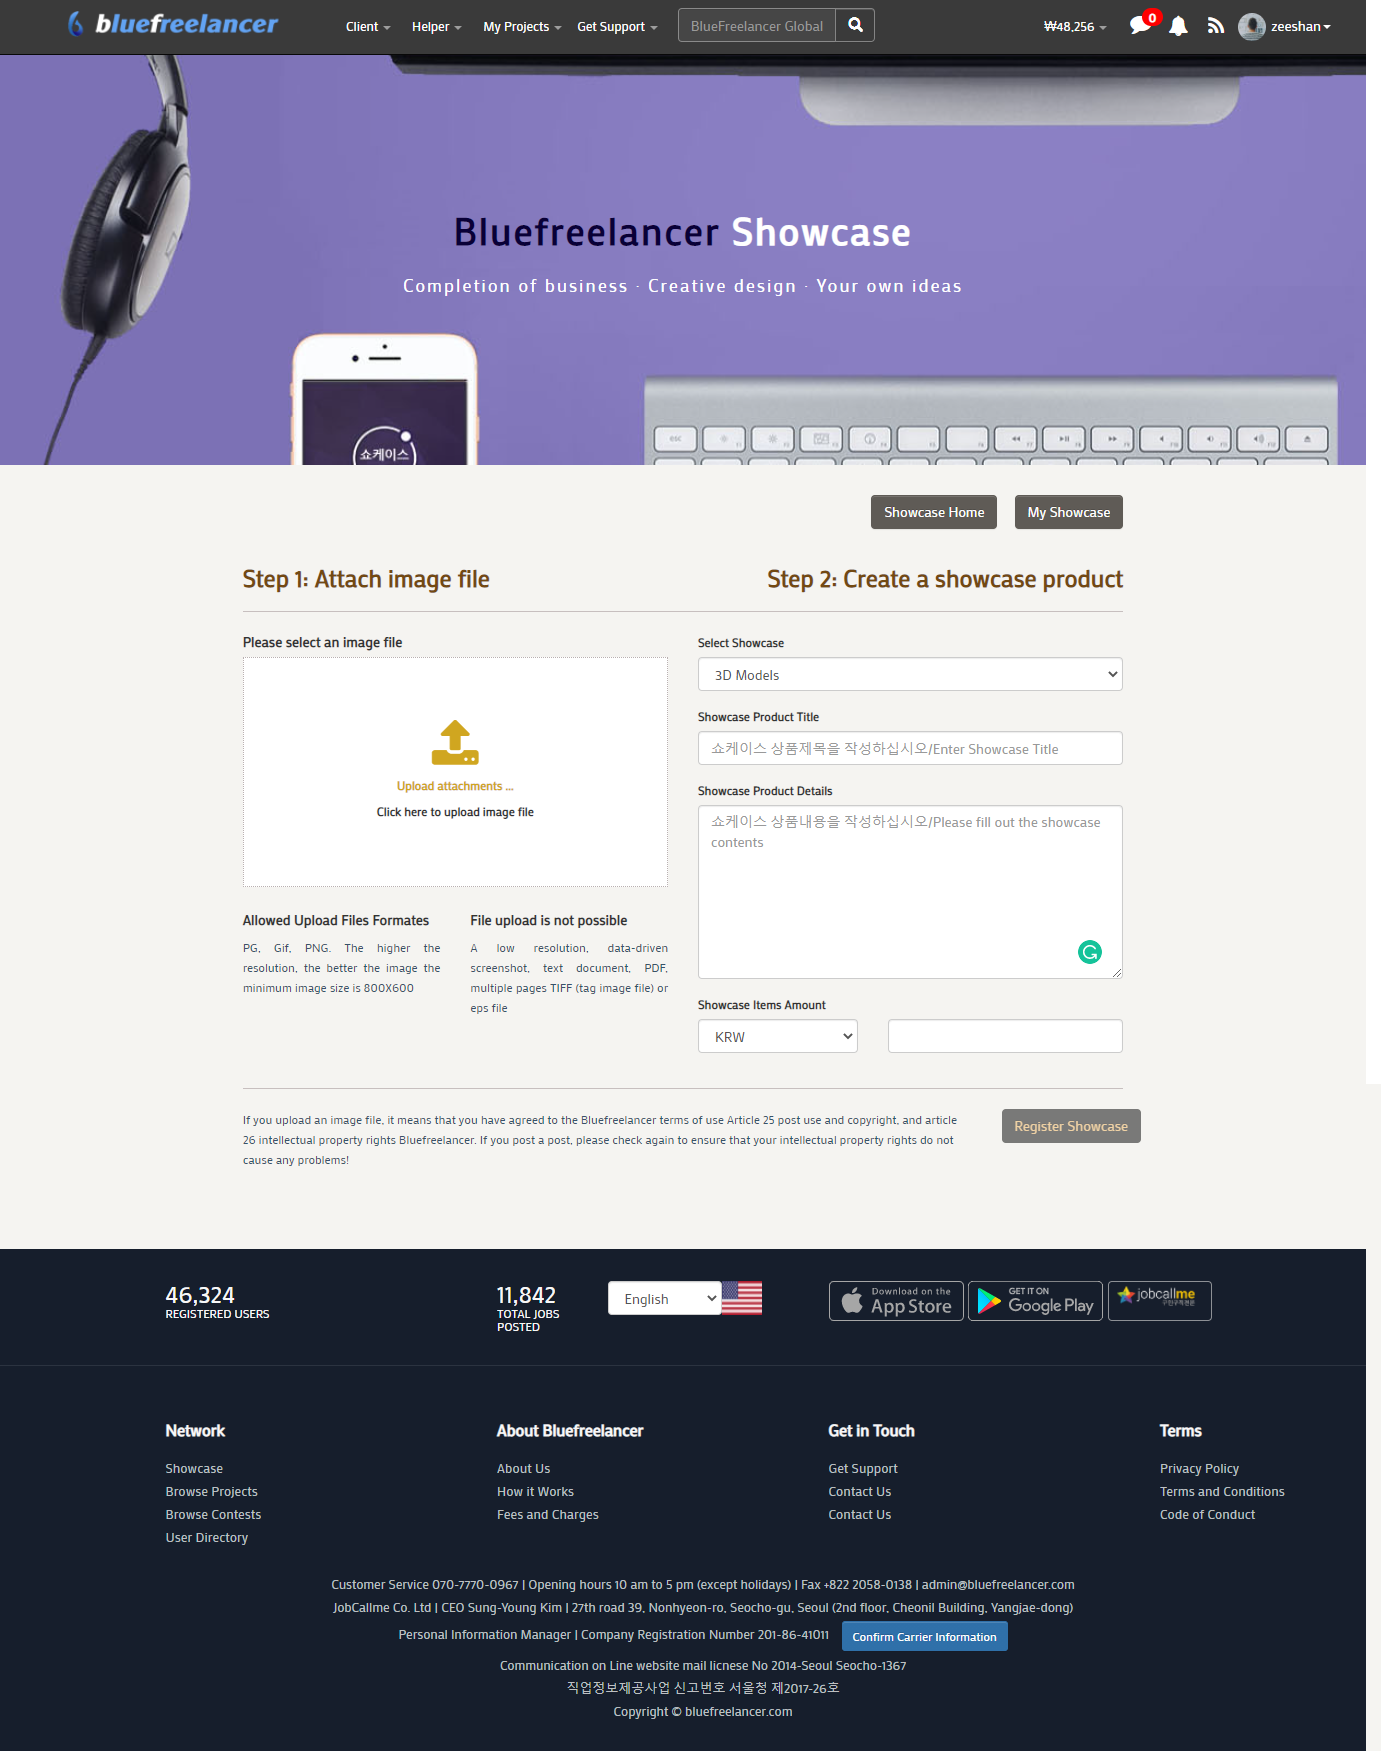 bluefreelancer
Client Helper My Projects Get Support BlueFreelancer Global ₩48,256 0 zeeshan
Bluefreelancer Showcase
Completion of business · Creative design · Your own ideas
esc
쇼케이스
Showcase Home My Showcase
Step 1: Attach image file
Step 2: Create a showcase product
Please select an image file
Upload attachments ...
Click here to upload image file
Allowed Upload Files Formates
PG, Gif, PNG. The higher the
resolution, the better the image the
minimum image size is 800X600
File upload is not possible
A low resolution, data-driven
screenshot, text document, PDF,
multiple pages TIFF (tag image file) or
eps file
Select Showcase
3D Models
Showcase Product Title
쇼케이스 상품제목을 작성하십시오/Enter Showcase Title
Showcase Product Details
쇼케이스 상품내용을 작성하십시오/Please fill out the showcase
contents
Showcase Items Amount
KRW
If you upload an image file, it means that you have agreed to the Bluefreelancer terms of use Article 25 post use and copyright, and article
26 intellectual property rights Bluefreelancer. If you post a post, please check again to ensure that your intellectual property rights do not
cause any problems!
Register Showcase
46,324
REGISTERED USERS
11,842
TOTAL JOBS
POSTED
English
Download on the
App Store
GET IT ON
Google Play
jobcallme
구인구직전문
Network
Showcase
Browse Projects
Browse Contests
User Directory
About Bluefreelancer
About Us
How it Works
Fees and Charges
Get in Touch
Get Support
Contact Us
Contact Us
Terms
Privacy Policy
Terms and Conditions
Code of Conduct
Customer Service 070-7770-0967 | Opening hours 10 am to 5 pm (except holidays) | Fax +822 2058-0138 | admin@bluefreelancer.com
JobCallme Co. Ltd | CEO Sung-Young Kim | 27th road 39, Nonhyeon-ro, Seocho-gu, Seoul (2nd floor, Cheonil Building, Yangjae-dong)
Personal Information Manager | Company Registration Number 201-86-41011 Confirm Carrier Information
Communication on Line website mail licnese No 2014-Seoul Seocho-1367
직업정보제공사업 신고번호 서울청 제2017-26호
Copyright © bluefreelancer.com